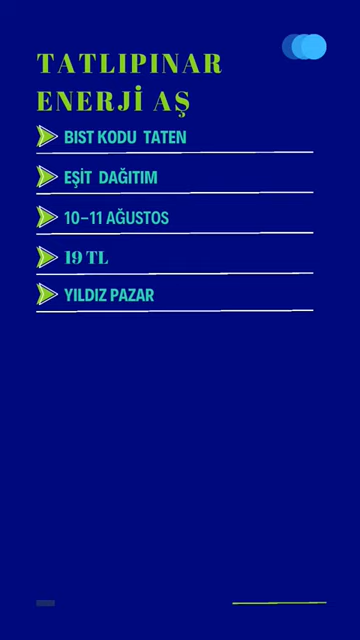 TATLIPINAR
ENERJİ AŞ
BIST KODU TATEN
EŞİT DAĞITIM
10-11 AĞUSTOS
19 TL
YILDIZ PAZAR